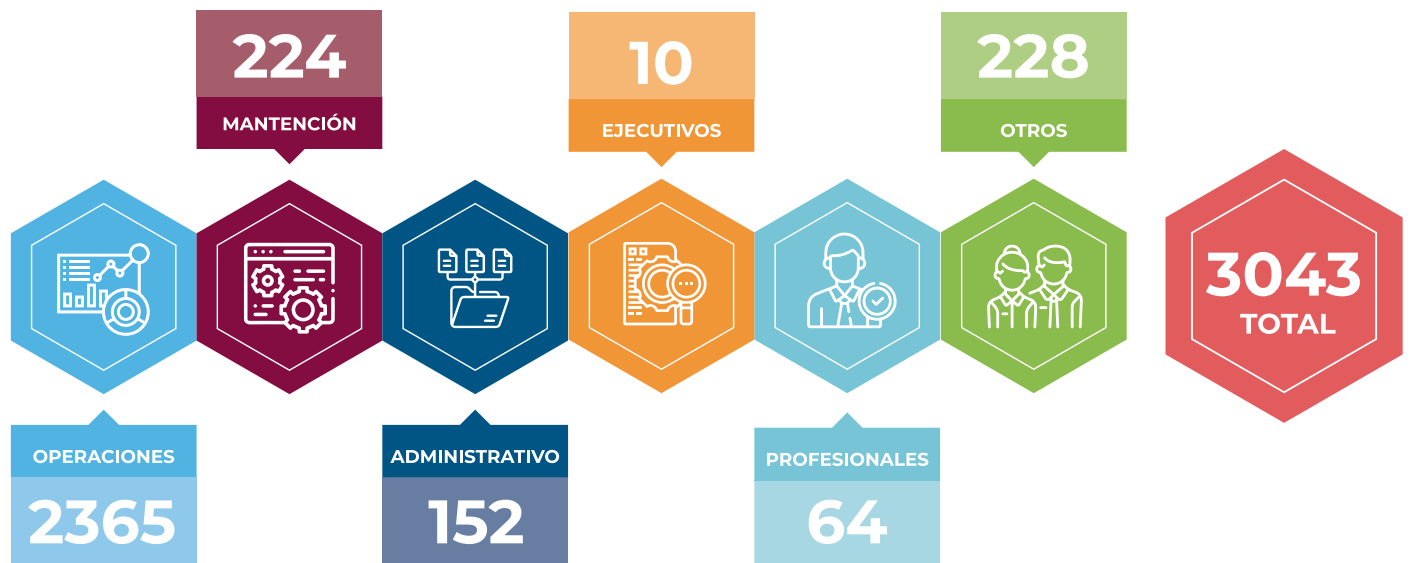 224
MANTENCIÓN
10
EJECUTIVOS
228
OTROS
3043
TOTAL
OPERACIONES
2365
ADMINISTRATIVO
152
PROFESIONALES
64